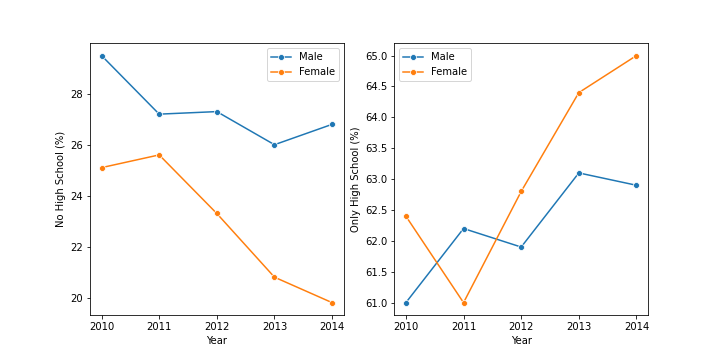 Male
Female
28
26
24
22
20
No High School (%)
2010 2011 2012 2013 2014
Year
Male
Female
65.0
64.5
64.0
63.5
63.0
62.5
62.0
61.5
61.0
Only High School (%)
2010 2011 2012 2013 2014
Year